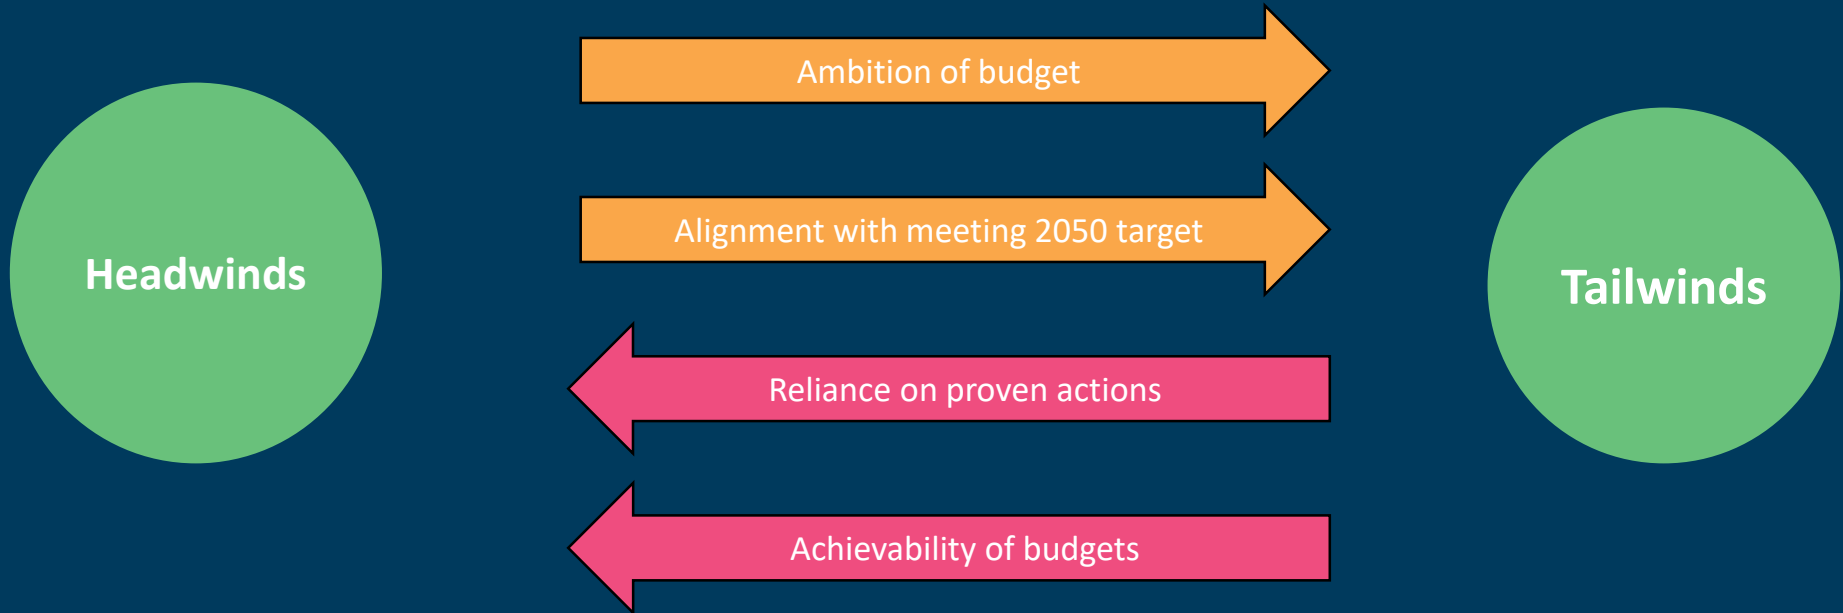 Ambition of budget
Alignment with meeting 2050 target
Headwinds
Tailwinds
Reliance on proven actions
Achievability of budgets